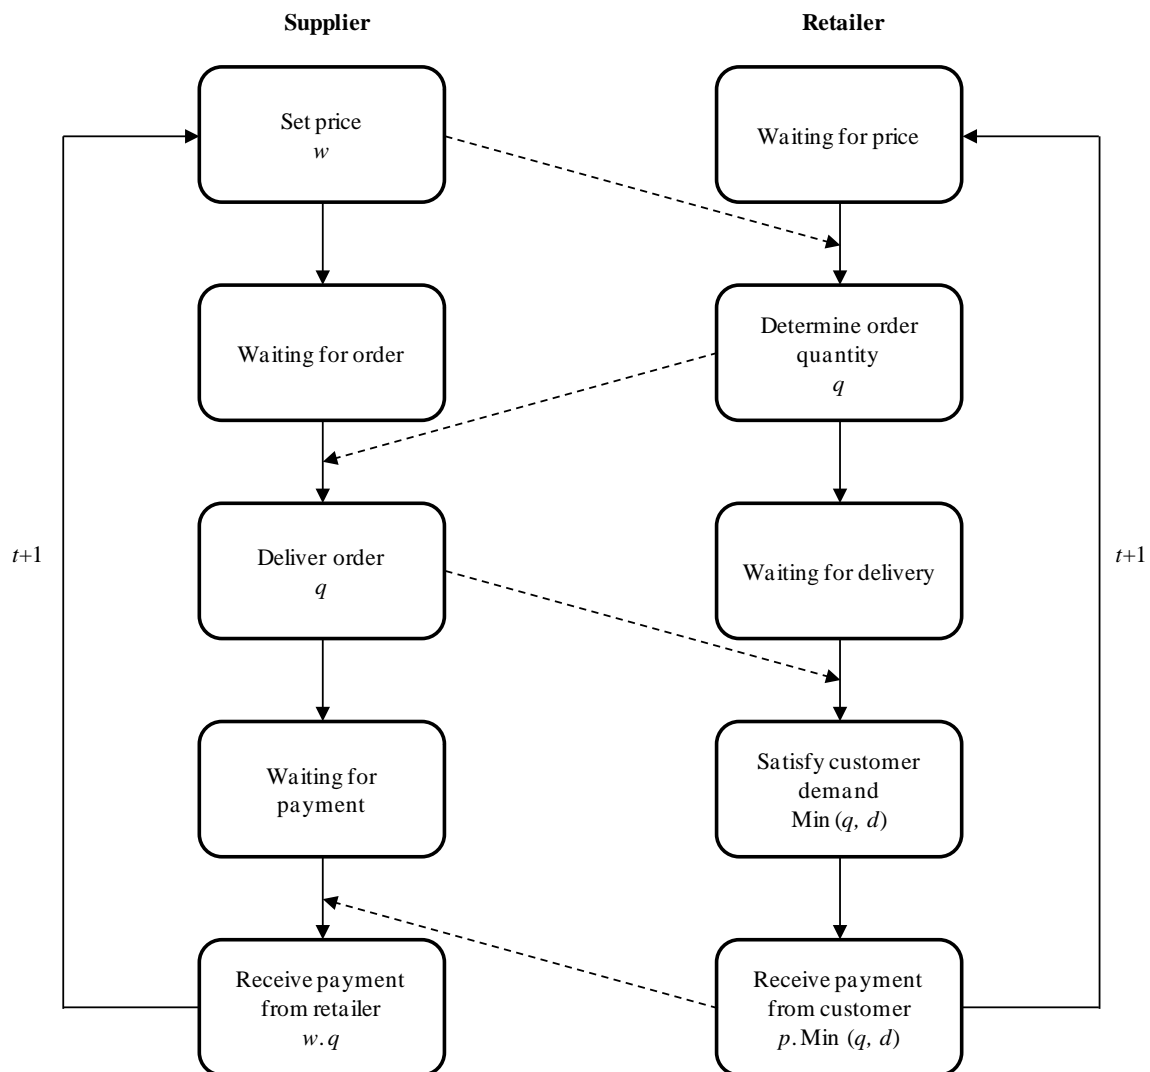 Supplier
Retailer
Set price
w
Waiting for price
Waiting for order
Determine order
quantity
q
Deliver order
q
Waiting for delivery
t+1
t+1
Waiting for
payment
Satisfy customer
demand
Min (q, d)
Receive payment
from retailer
w.q
Receive payment
from customer
p.Min (q, d)